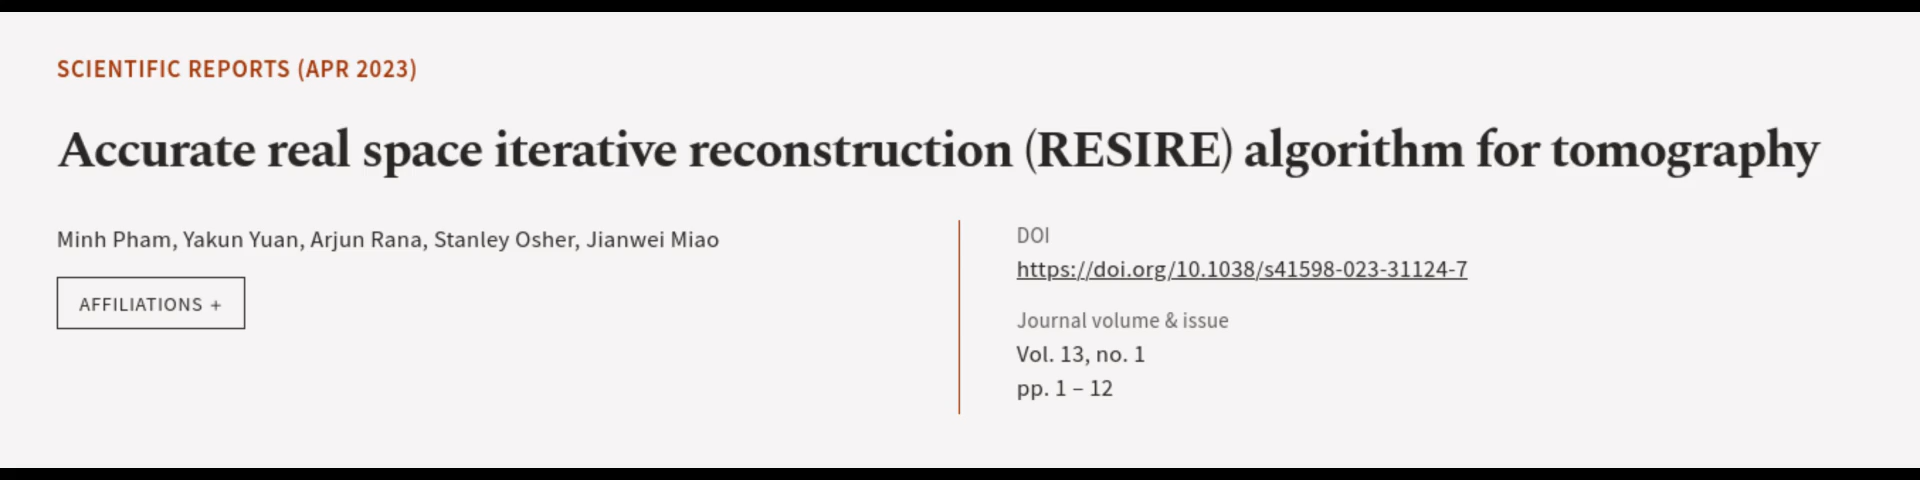 SCIENTIFIC REPORTS (APR 2023)
Accurate real space iterative reconstruction (RESIRE) algorithm for tomography
Minh Pham, Yakun Yuan, Arjun Rana, Stanley Osher, Jianwei Miao
AFFILIATIONS +
DOI
https://doi.org/10.1038/s41598-023-31124-7
Journal volume & issue
Vol. 13, no. 1
pp. 1 – 12